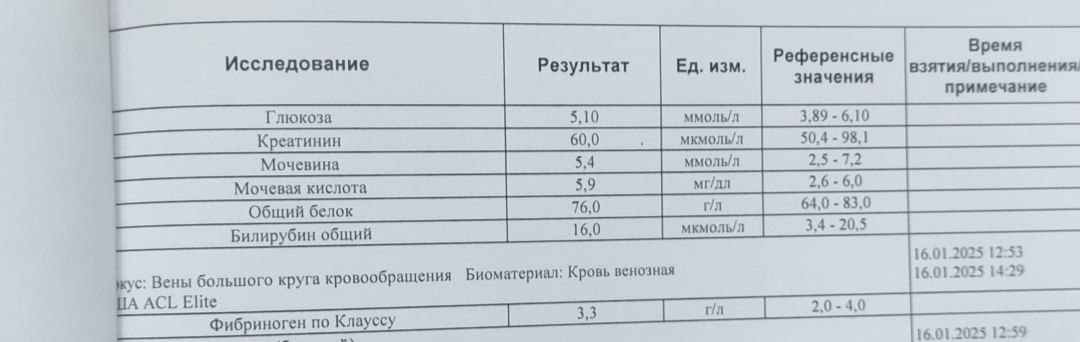 Исследование Результат Ед. изм. Референсные значения Время взятия/выполнения/ примечание
Глюкоза 5,10 ммоль/л 3,89 - 6,10
Креатинин 60,0 мкмоль/л 50,4 - 98,1
Мочевина 5,4 ммоль/л 2,5 - 7,2
Мочевая кислота 5,9 мг/дл 2,6 - 6,0
Общий белок 76,0 г/л 64,0 - 83,0
Билирубин общий 16,0 мкмоль/л 3,4 - 20,5
16.01.2025 12:53
Вены большого круга кровообращения Биоматериал: Кровь венозная 16.01.2025 14:29
ACL Elite
Фибриноген по Клауссу 3,3 г/л 2,0 - 4,0
16.01.2025 12:59